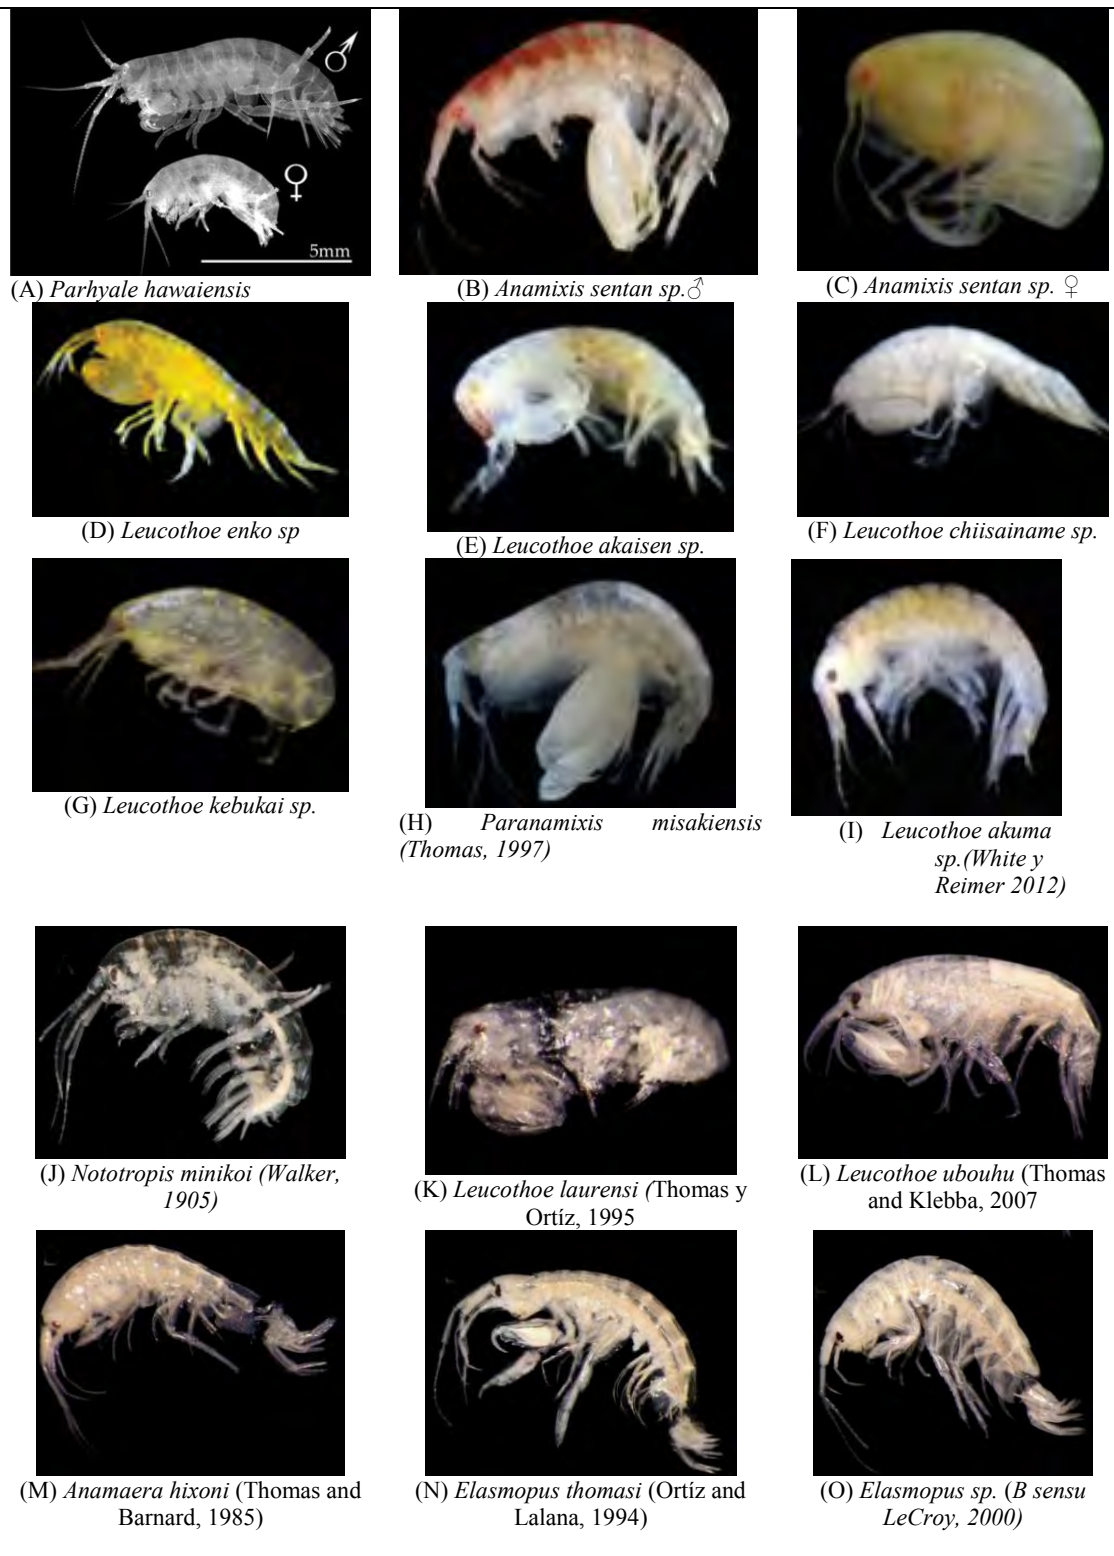 ♂
♀
5mm
(A) Parhyale hawaiensis
(B) Anamixis sentan sp.♂
(C) Anamixis sentan sp. ♀
(D) Leucothoe enko sp
(E) Leucothoe akaisen sp.
(F) Leucothoe chiisainame sp.
(G) Leucothoe kebukai sp.
(H) Paranamixis misakiensis
(Thomas, 1997)
(I) Leucothoe akuma
sp.(White y
Reimer 2012)
(J) Nototropis minikoi (Walker,
1905)
(K) Leucothoe laurensi (Thomas y
Ortíz, 1995
(L) Leucothoe ubouhu (Thomas
and Klebba, 2007
(M) Anamaera hixoni (Thomas and
Barnard, 1985)
(N) Elasmopus thomasi (Ortíz and
Lalana, 1994)
(O) Elasmopus sp. (B sensu
LeCroy, 2000)